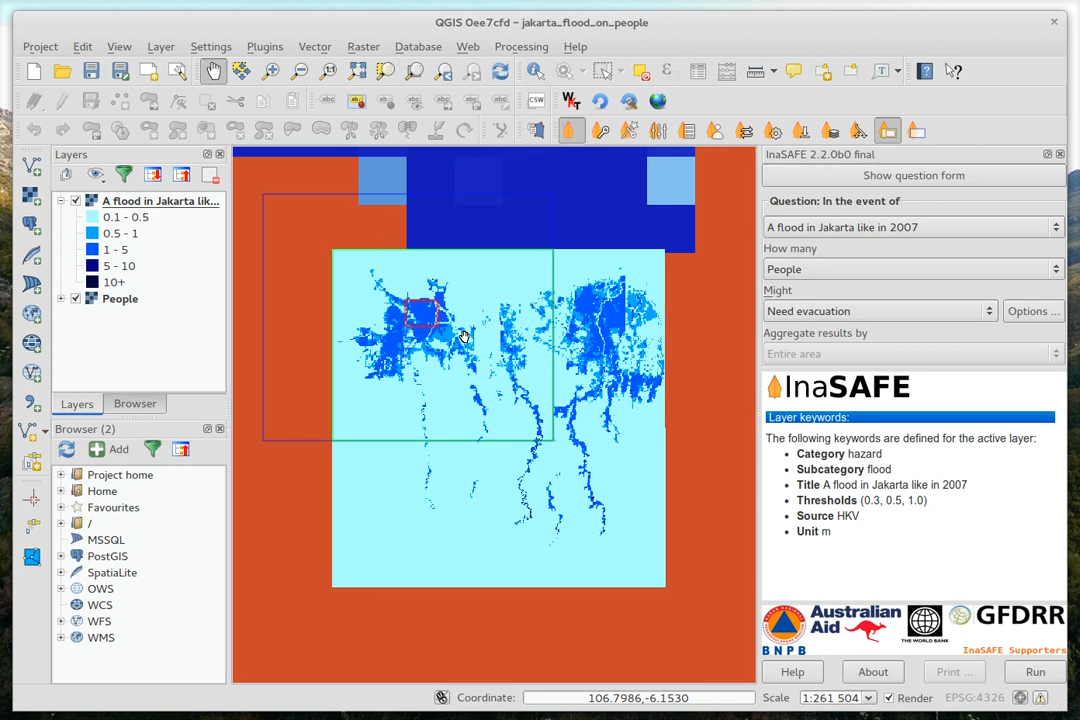 QGIS 0ee7cfd - jakarta_flood_on_people
Project Edit View Layer Settings Plugins Vector Raster Database Web Processing Help
CSW
Layers
A flood in Jakarta lik...
0.1 - 0.5
0.5 - 1
1 - 5
5 - 10
10+
People
Layers Browser
Browser (2)
Add
Project home
Home
Favourites
/
MSSQL
PostGIS
SpatiaLite
OWS
WCS
WFS
WMS
InaSAFE 2.2.0b0 final
Show question form
Question: In the event of
A flood in Jakarta like in 2007
How many
People
Might
Need evacuation
Options ...
Aggregate results by
Entire area
InaSAFE
Layer keywords:
The following keywords are defined for the active layer:
Category hazard
Subcategory flood
Title A flood in Jakarta like in 2007
Thresholds (0.3, 0.5, 1.0)
Source HKV
Unit m
BNPB
Australian Aid
THE WORLD BANK
GFDRR
InaSAFE Supporters
Help About Print ... Run
Coordinate: 106.7986,-6.1530 Scale 1:261 504 Render EPSG:4326